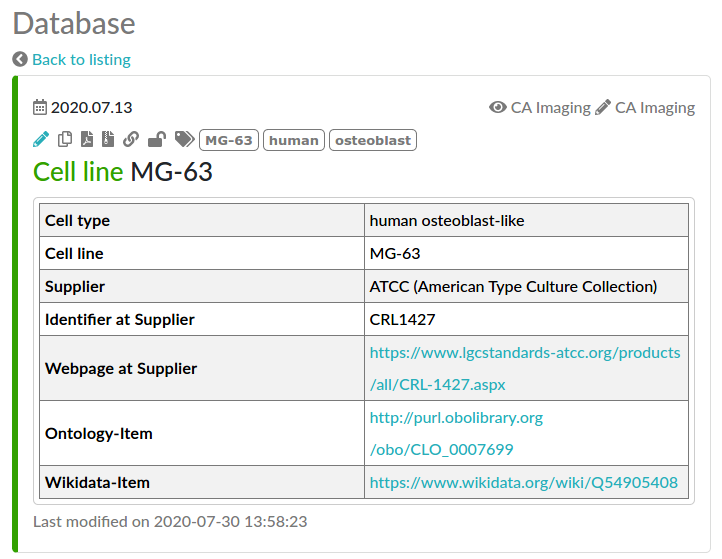 Database
Back to listing
2020.07.13 CA Imaging CA Imaging
MG-63 human osteoblast
Cell line MG-63
Cell type human osteoblast-like
Cell line MG-63
Supplier ATCC (American Type Culture Collection)
Identifier at Supplier CRL1427
Webpage at Supplier https://www.lgcstandards-atcc.org/products
/all/CRL-1427.aspx
Ontology-Item http://purl.obolibrary.org
/obo/CLO_0007699
Wikidata-Item https://www.wikidata.org/wiki/Q54905408
Last modified on 2020-07-30 13:58:23